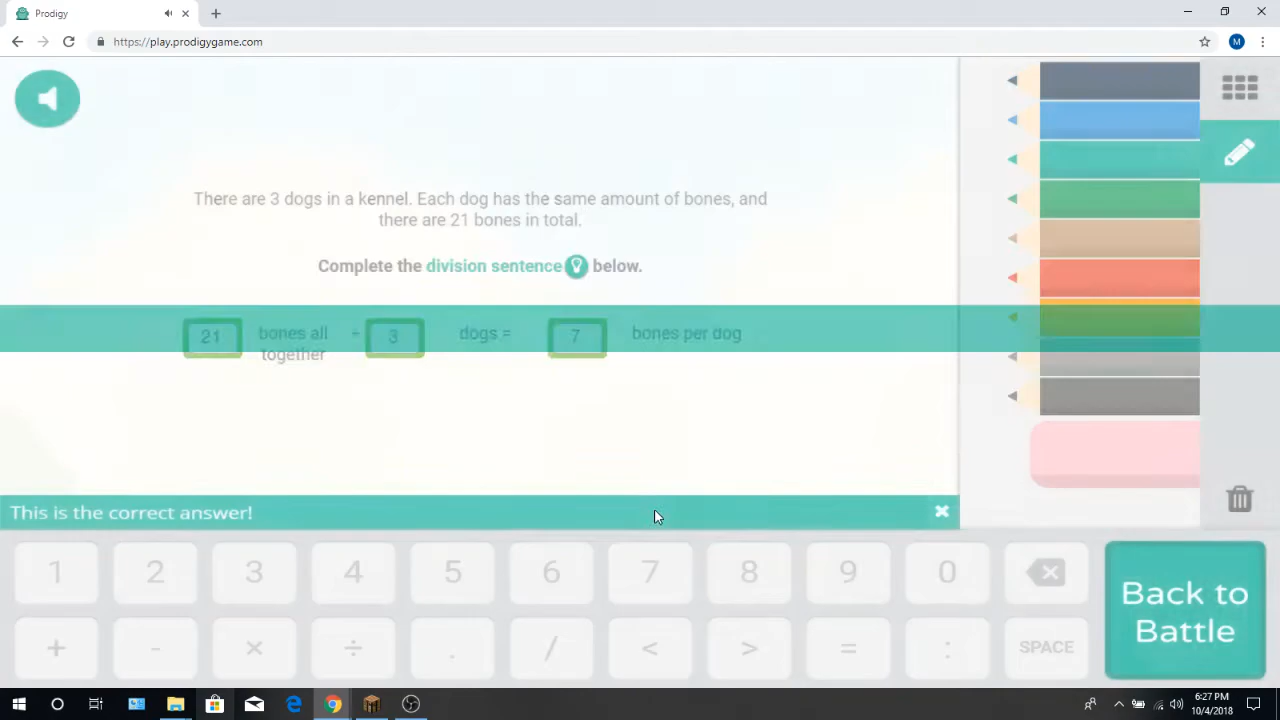 Prodigy
https://play.prodigygame.com
M
There are 3 dogs in a kennel. Each dog has the same amount of bones, and
there are 21 bones in total.
Complete the division sentence below.
21 bones all together ÷ 3 dogs = 7 bones per dog
This is the correct answer!
1 2 3 4 5 6 7 8 9 0
+ - × ÷ . / < > = : SPACE
Back to
Battle
6:27 PM
10/4/2018